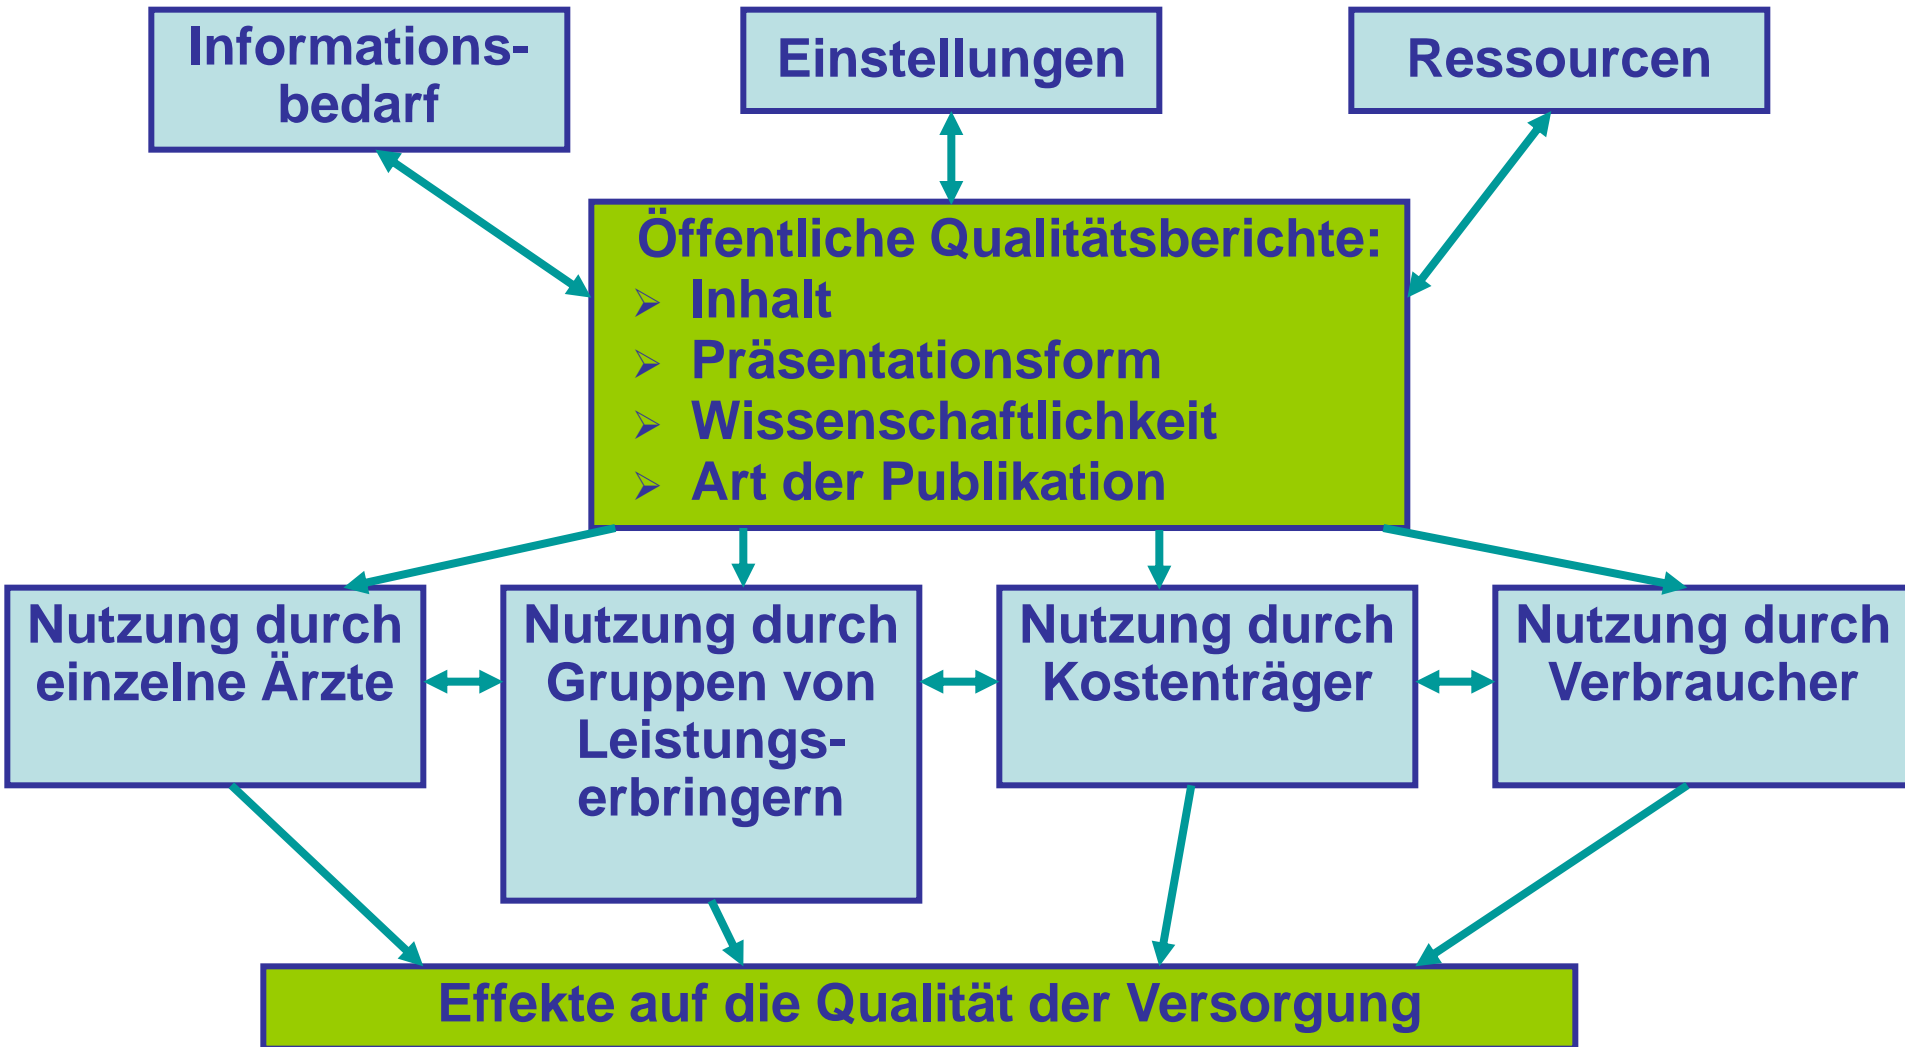 Informations-
bedarf
Einstellungen
Ressourcen
Öffentliche Qualitätsberichte:
➢ Inhalt
➢ Präsentationsform
➢ Wissenschaftlichkeit
➢ Art der Publikation
Nutzung durch
einzelne Ärzte
Nutzung durch
Gruppen von
Leistungs-
erbringern
Nutzung durch
Kostenträger
Nutzung durch
Verbraucher
Effekte auf die Qualität der Versorgung